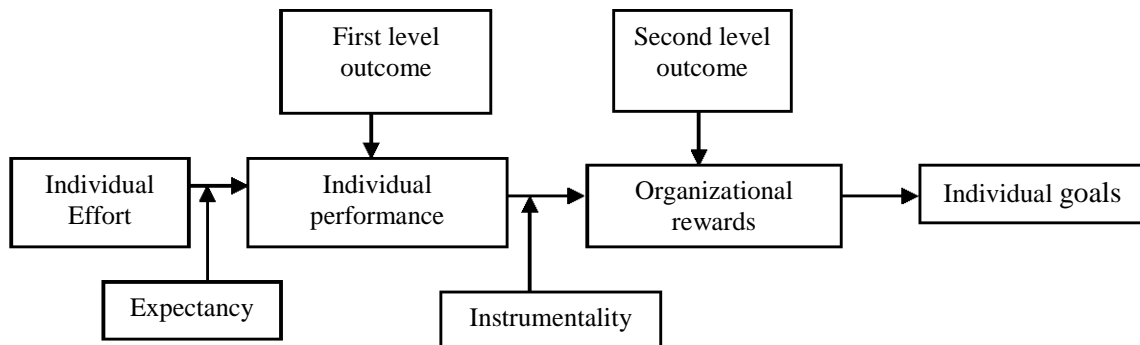 First level
outcome
Second level
outcome
Individual
Effort
Individual
performance
Organizational
rewards
Individual goals
Expectancy
Instrumentality